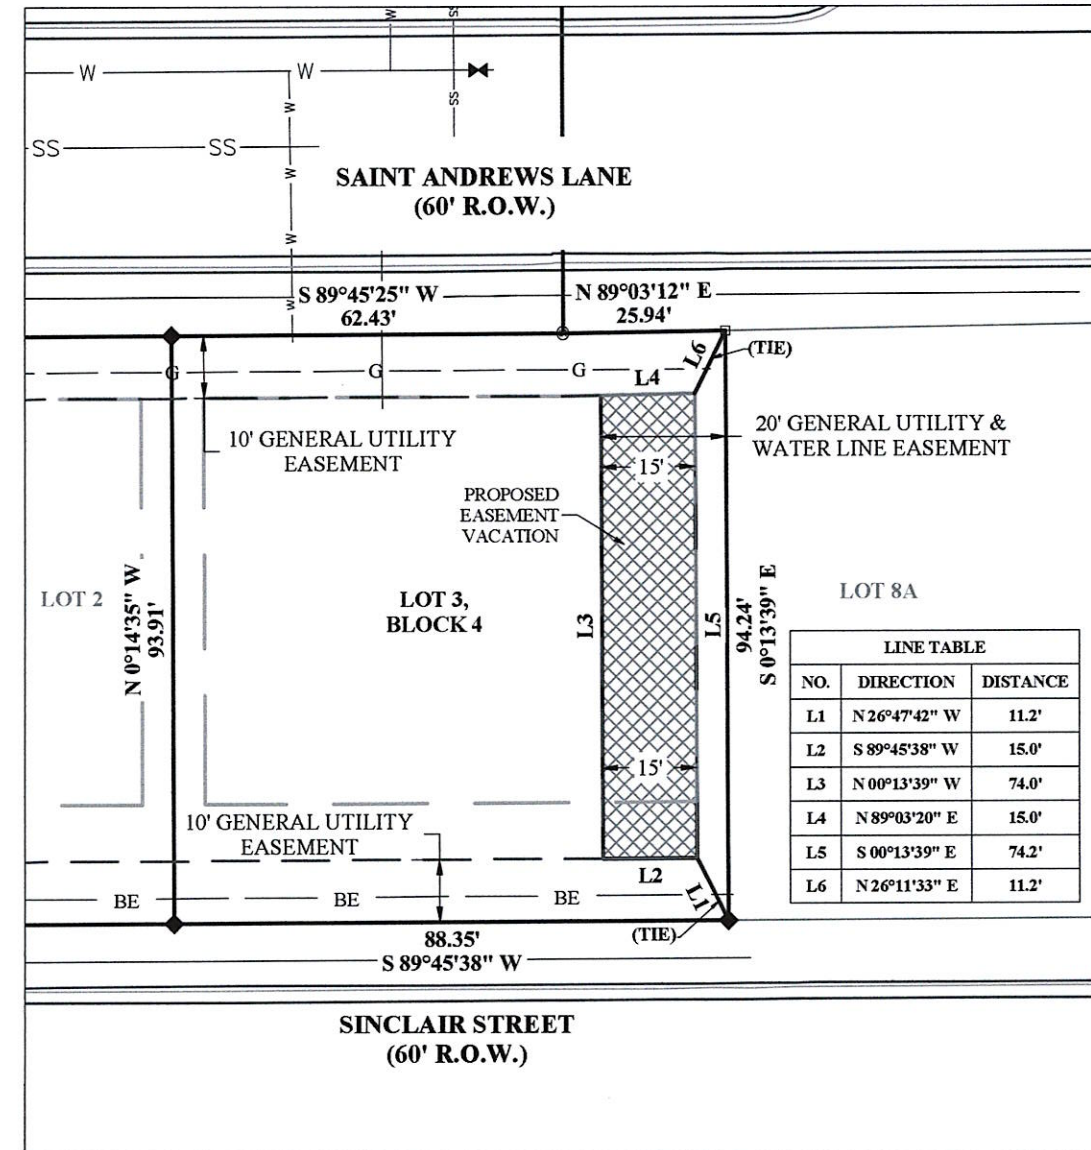 W
SS
W
W
SS
W
W
SS
SS
W
W
SAINT ANDREWS LANE
(60' R.O.W.)
W
S 89°45'25" W
62.43'
N 89°03'12" E
25.94'
L6
(TIE)
G
G
G
L4
10' GENERAL UTILITY
EASEMENT
20' GENERAL UTILITY &
WATER LINE EASEMENT
15'
PROPOSED
EASEMENT
VACATION
LOT 2
N 0°14'35" W
93.91'
LOT 3,
BLOCK 4
L3
L5
94.24'
S 0°13'39" E
LOT 8A
LINE TABLE
NO. DIRECTION DISTANCE
L1 N 26°47'42" W 11.2'
L2 S 89°45'38" W 15.0'
L3 N 00°13'39" W 74.0'
L4 N 89°03'20" E 15.0'
L5 S 00°13'39" E 74.2'
L6 N 26°11'33" E 11.2'
15'
10' GENERAL UTILITY
EASEMENT
L2
BE
BE
BE
L1
(TIE)
88.35'
S 89°45'38" W
SINCLAIR STREET
(60' R.O.W.)